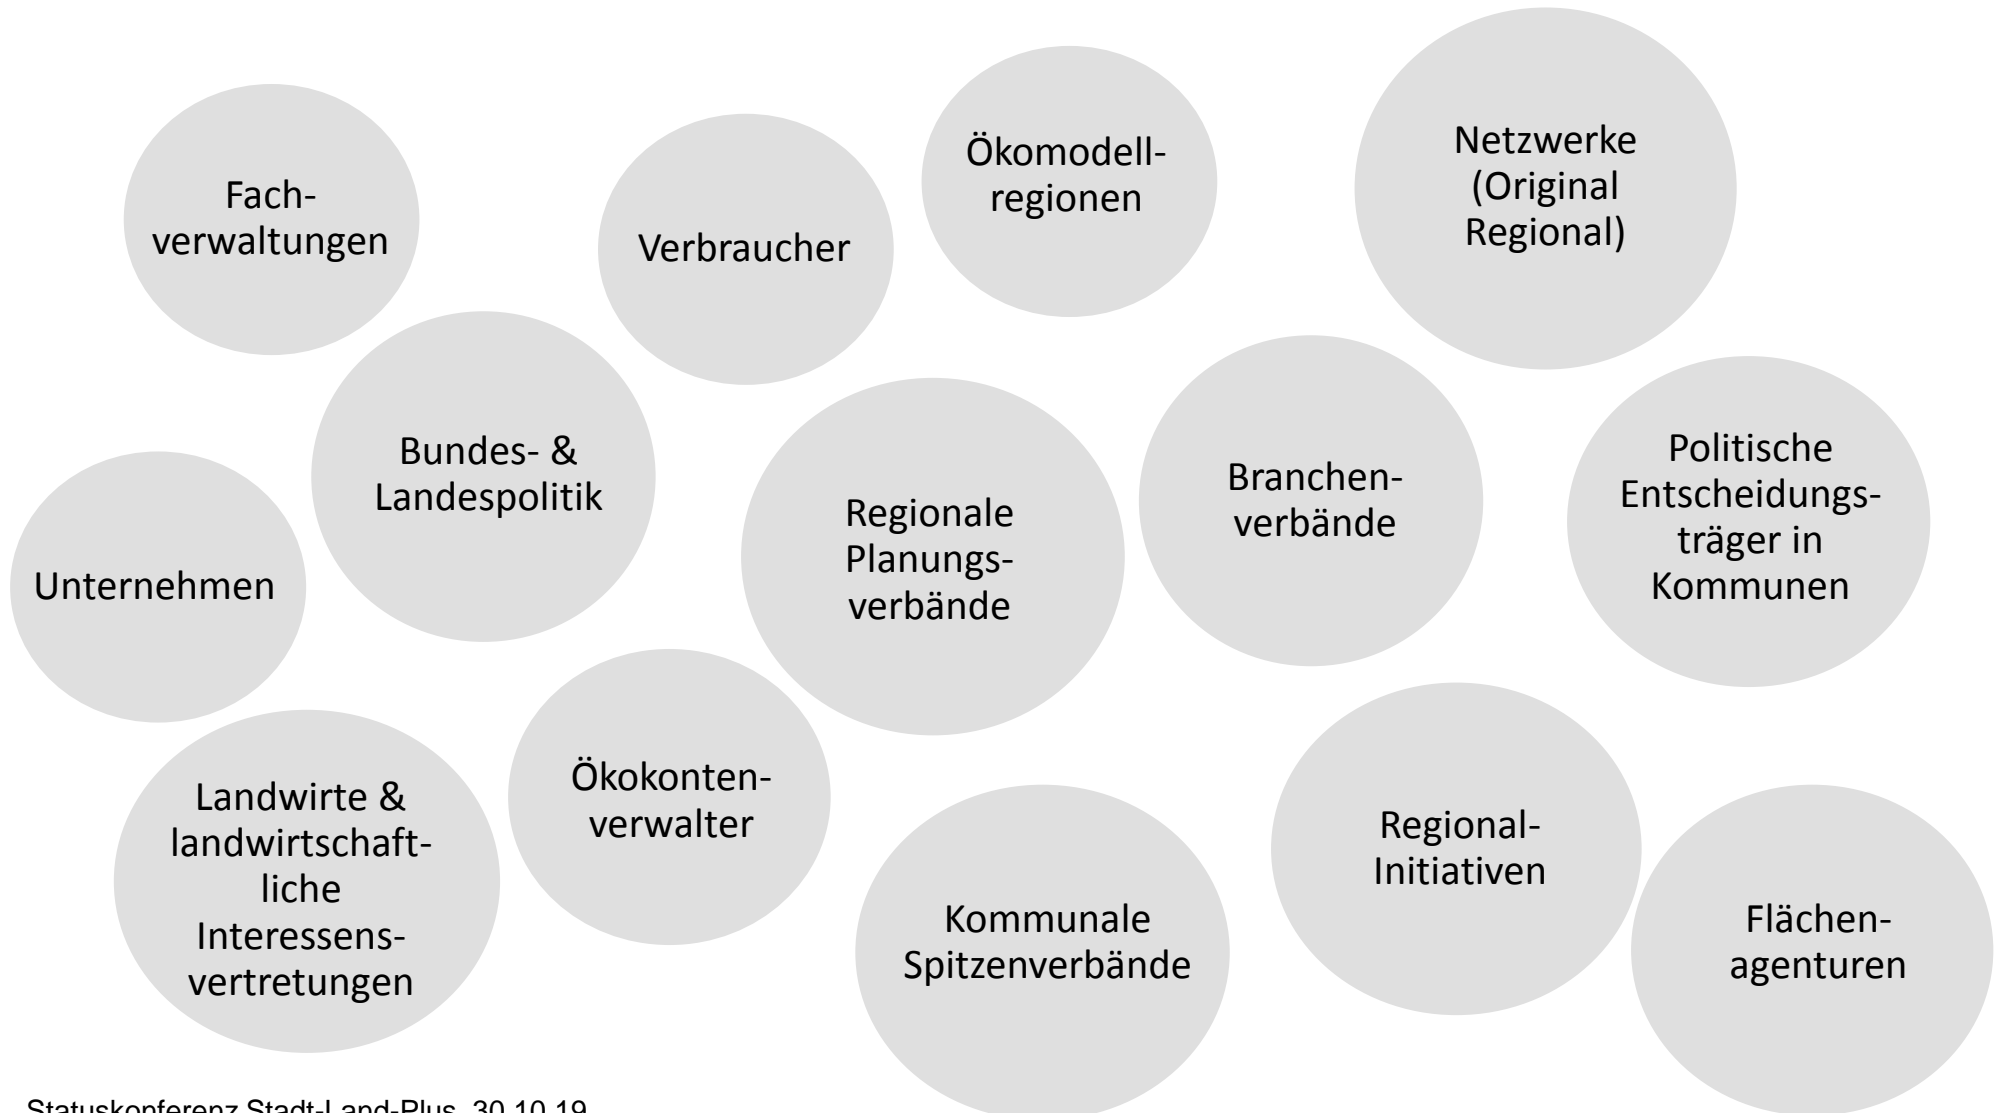 Fach-
verwaltungen
Verbraucher
Ökomodell-
regionen
Netzwerke
(Original
Regional)
Unternehmen
Bundes- &
Landespolitik
Regionale
Planungs-
verbände
Branchen-
verbände
Politische
Entscheidungs-
träger in
Kommunen
Landwirte &
landwirtschaft-
liche
Interessens-
vertretungen
Ökokonten-
verwalter
Kommunale
Spitzenverbände
Regional-
Initiativen
Flächen-
agenturen
Statuskonferenz Stadt-Land-Plus, 30.10.19